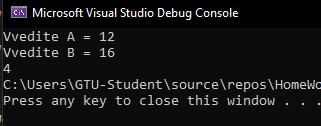 Microsoft Visual Studio Debug Console
Vvedite A = 12
Vvedite B = 16
4
C:\Users\GTU-Student\source\repos\HomeWo
Press any key to close this window . . .